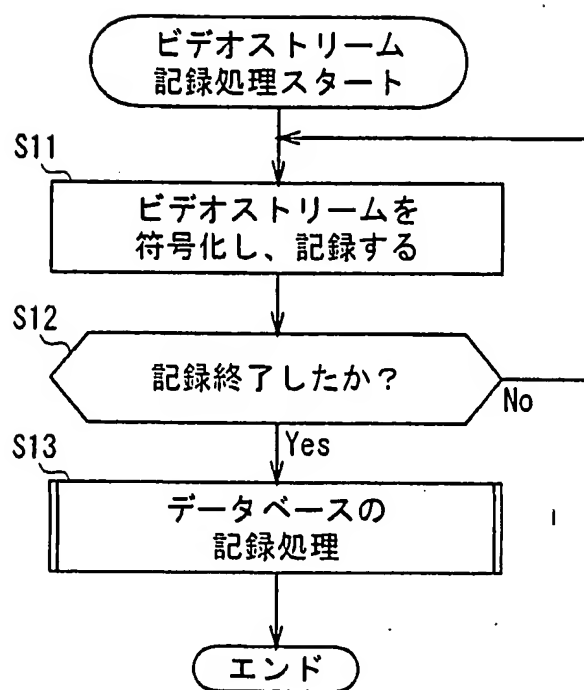 ビデオストリーム
記録処理スタート
S11
ビデオストリームを
符号化し、記録する
S12
記録終了したか?
No
Yes
S13
データベースの
記録処理
エンド